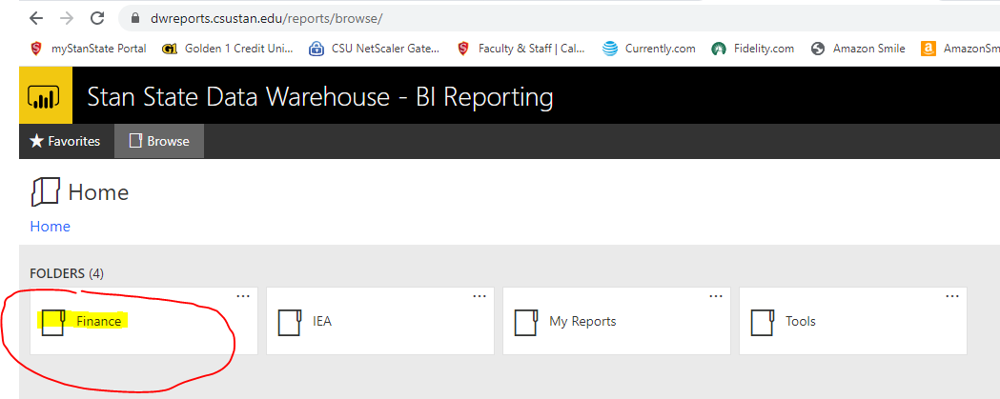 dwreports.csustan.edu/reports/browse/
myStanState Portal Golden 1 Credit Uni... CSU NetScaler Gate... Faculty & Staff | Cal... Currently.com Fidelity.com Amazon Smile AmazonSm
Stan State Data Warehouse - BI Reporting
Favorites Browse
Home
Home
FOLDERS (4)
Finance IEA My Reports Tools